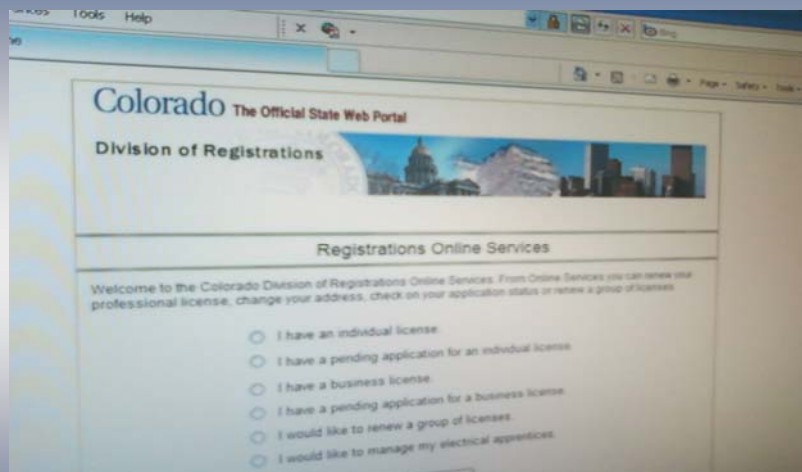 Tools Help
Bing
Page Safety Tools
Colorado The Official State Web Portal
Division of Registrations
Registrations Online Services
Welcome to the Colorado Division of Registrations Online Services. From Online Services you can renew your
professional license, change your address, check on your application status or renew a group of licenses.
I have an individual license.
I have a pending application for an individual license.
I have a business license.
I have a pending application for a business license.
I would like to renew a group of licenses.
I would like to manage my electrical apprentices.